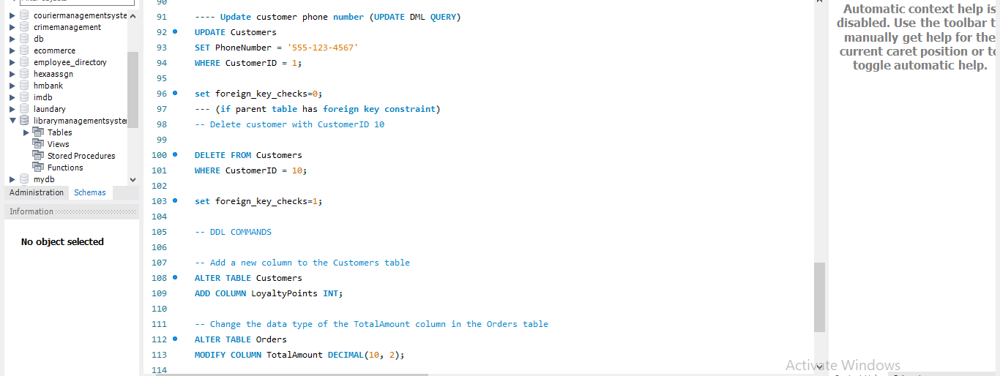 couriermanagementsyste
crimemanagement
db
ecommerce
employee_directory
hexaassgn
hmbank
imdb
laundary
librarymanagementsyste
Tables
Views
Stored Procedures
Functions
mydb
Administration Schemas
Information
No object selected
90
91 ---- Update customer phone number (UPDATE DML QUERY)
92 UPDATE Customers
93 SET PhoneNumber = '555-123-4567'
94 WHERE CustomerID = 1;
95
96 set foreign_key_checks=0;
97 --- (if parent table has foreign key constraint)
98 -- Delete customer with CustomerID 10
99
100 DELETE FROM Customers
101 WHERE CustomerID = 10;
102
103 set foreign_key_checks=1;
104
105 -- DDL COMMANDS
106
107 -- Add a new column to the Customers table
108 ALTER TABLE Customers
109 ADD COLUMN LoyaltyPoints INT;
110
111 -- Change the data type of the TotalAmount column in the Orders table
112 ALTER TABLE Orders
113 MODIFY COLUMN TotalAmount DECIMAL(10, 2);
114
Automatic context help is
disabled. Use the toolbar t
manually get help for the
current caret position or to
toggle automatic help.
Activate Windows